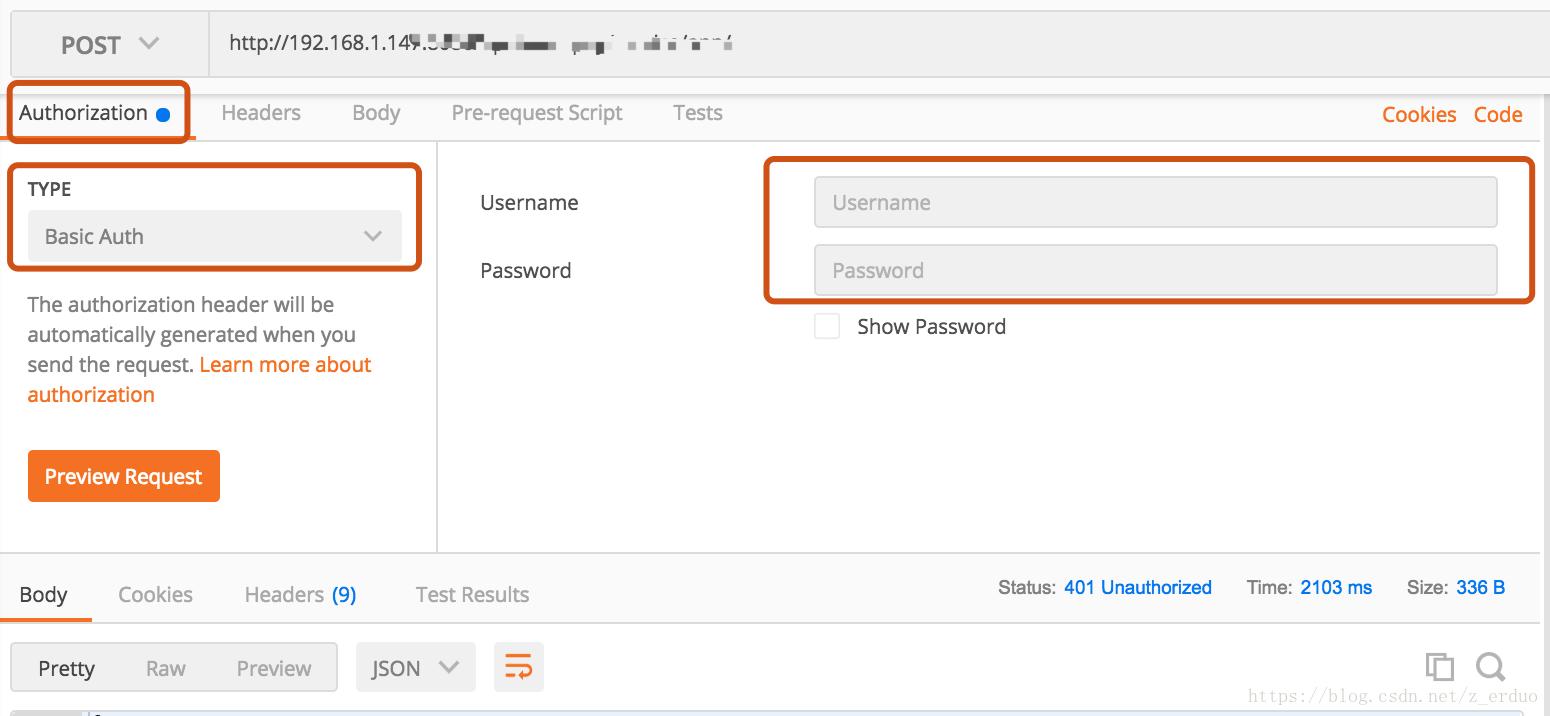 POST http://192.168.1.147
Authorization Headers Body Pre-request Script Tests Cookies Code
TYPE
Basic Auth
The authorization header will be
automatically generated when you
send the request. Learn more about
authorization
Preview Request
Username Username
Password Password
Show Password
Body Cookies Headers (9) Test Results Status: 401 Unauthorized Time: 2103 ms Size: 336 B
Pretty Raw Preview JSON
https://blog.csdn.net/z_erduo